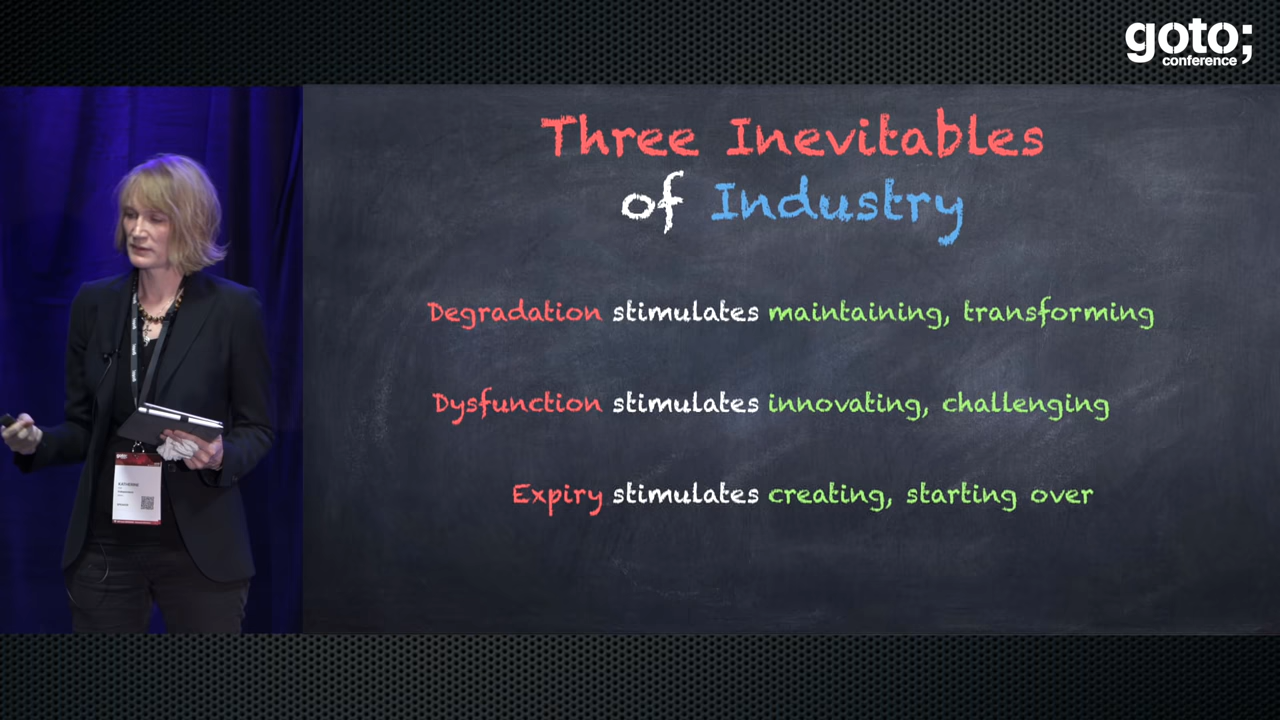 goto;
conference
Three Inevitables
of Industry
Degradation stimulates maintaining, transforming
Dysfunction stimulates innovating, challenging
Expiry stimulates creating, starting over